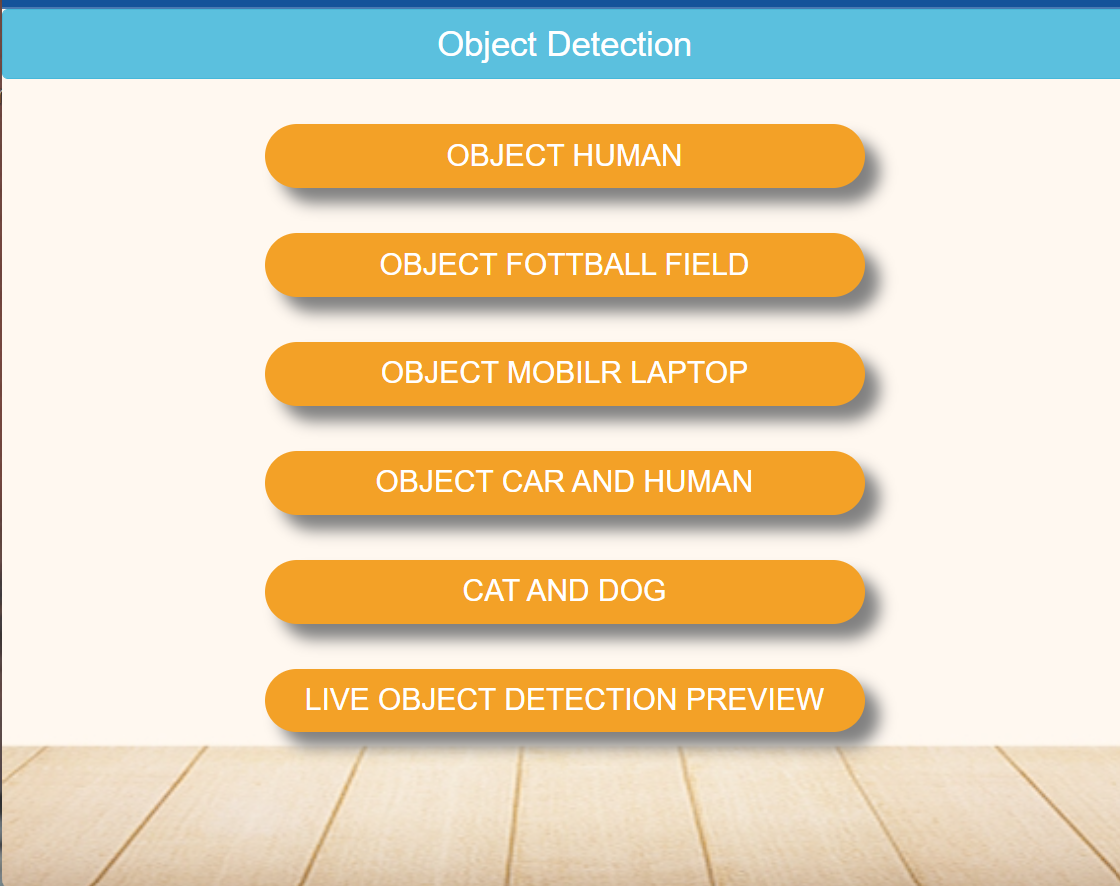 Object Detection
OBJECT HUMAN
OBJECT FOTTBALL FIELD
OBJECT MOBILR LAPTOP
OBJECT CAR AND HUMAN
CAT AND DOG
LIVE OBJECT DETECTION PREVIEW